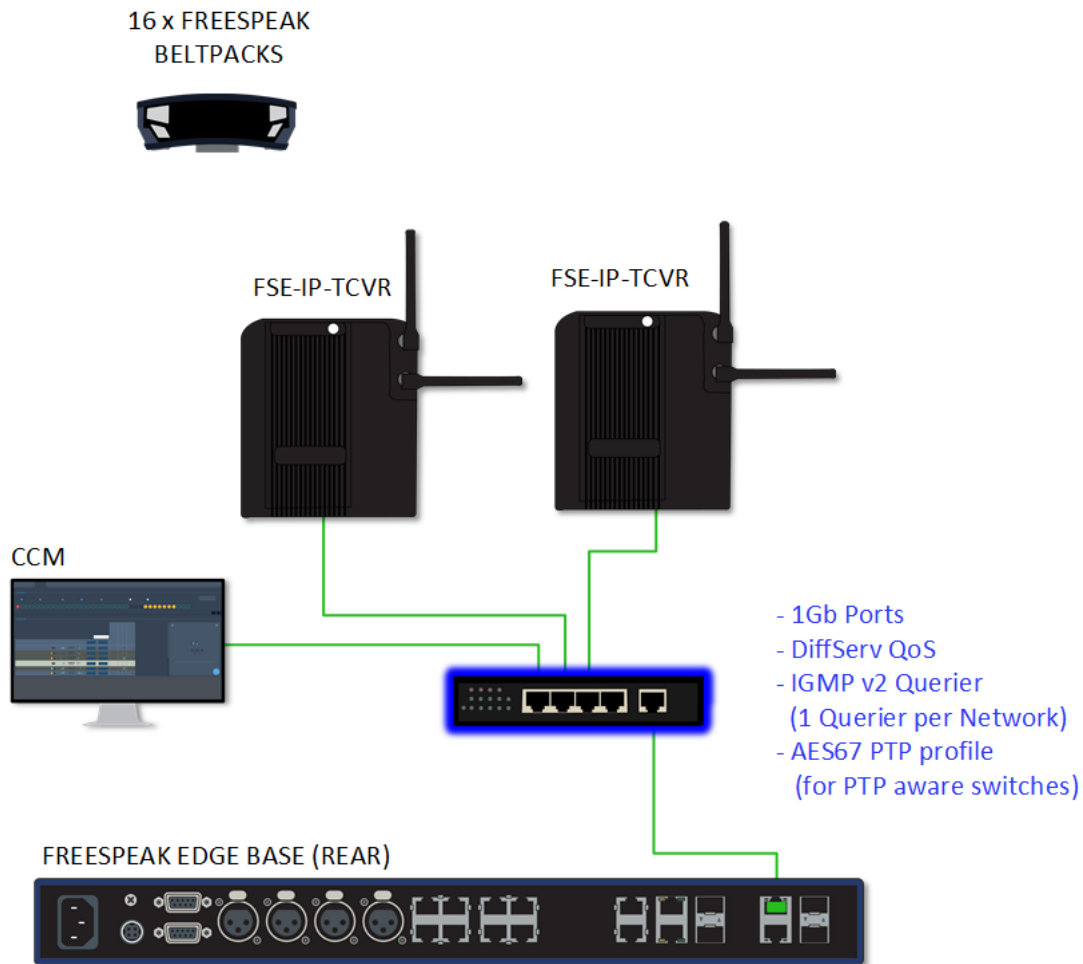 16 x FREESPEAK
BELTPACKS
FSE-IP-TCVR
FSE-IP-TCVR
CCM
- 1Gb Ports
- DiffServ QoS
- IGMP v2 Querier
(1 Querier per Network)
- AES67 PTP profile
(for PTP aware switches)
FREESPEAK EDGE BASE (REAR)